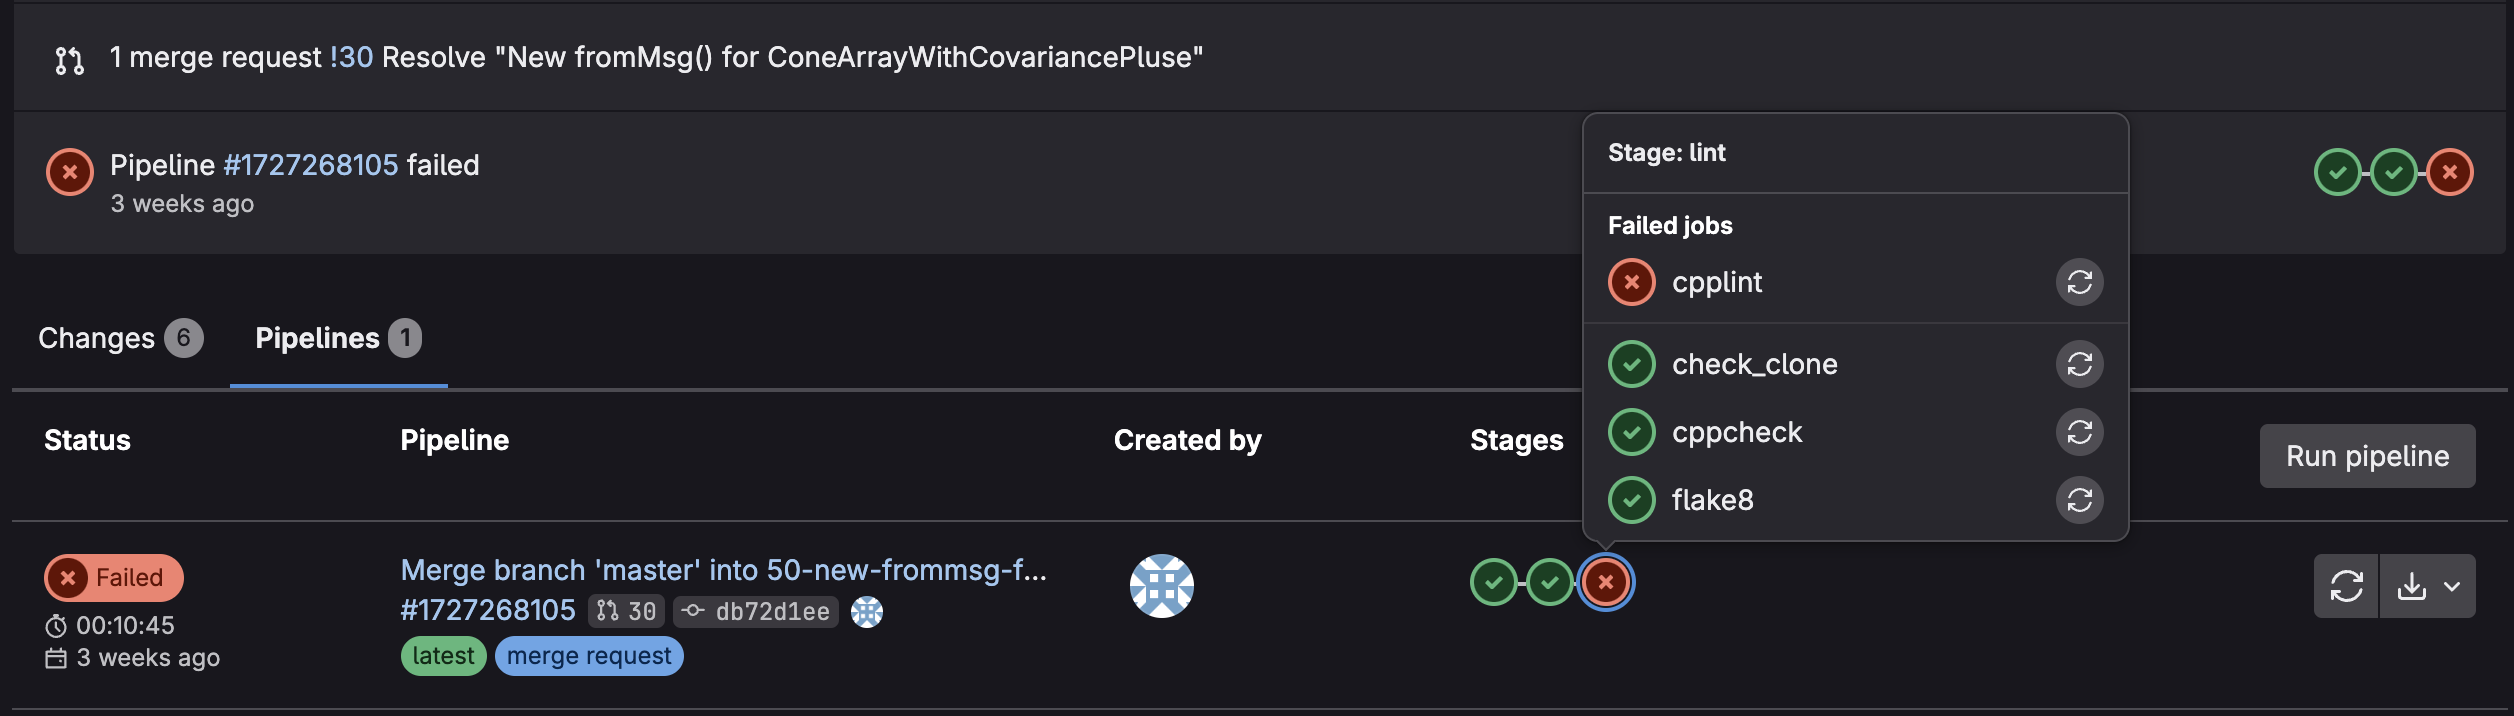 1 merge request !30 Resolve "New fromMsg() for ConeArrayWithCovariancePluse"
Pipeline #1727268105 failed
3 weeks ago
Stage: lint
Failed jobs
cpplint
check_clone
cppcheck
flake8
Changes 6
Pipelines 1
Status
Pipeline
Created by
Stages
Run pipeline
Failed
00:10:45
3 weeks ago
Merge branch 'master' into 50-new-frommsg-f...
#1727268105 30 db72d1ee
latest merge request